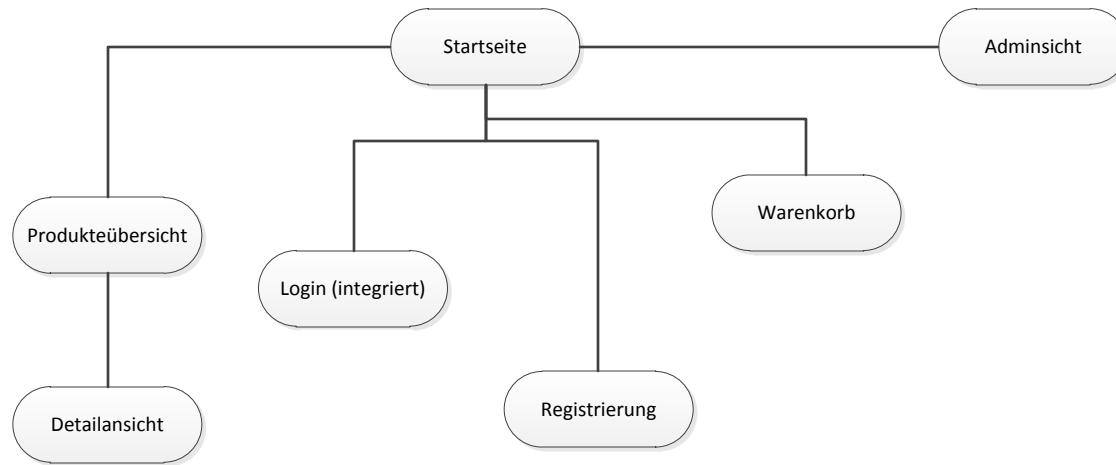 Startseite
Adminsicht
Produkteübersicht
Warenkorb
Login (integriert)
Detailansicht
Registrierung